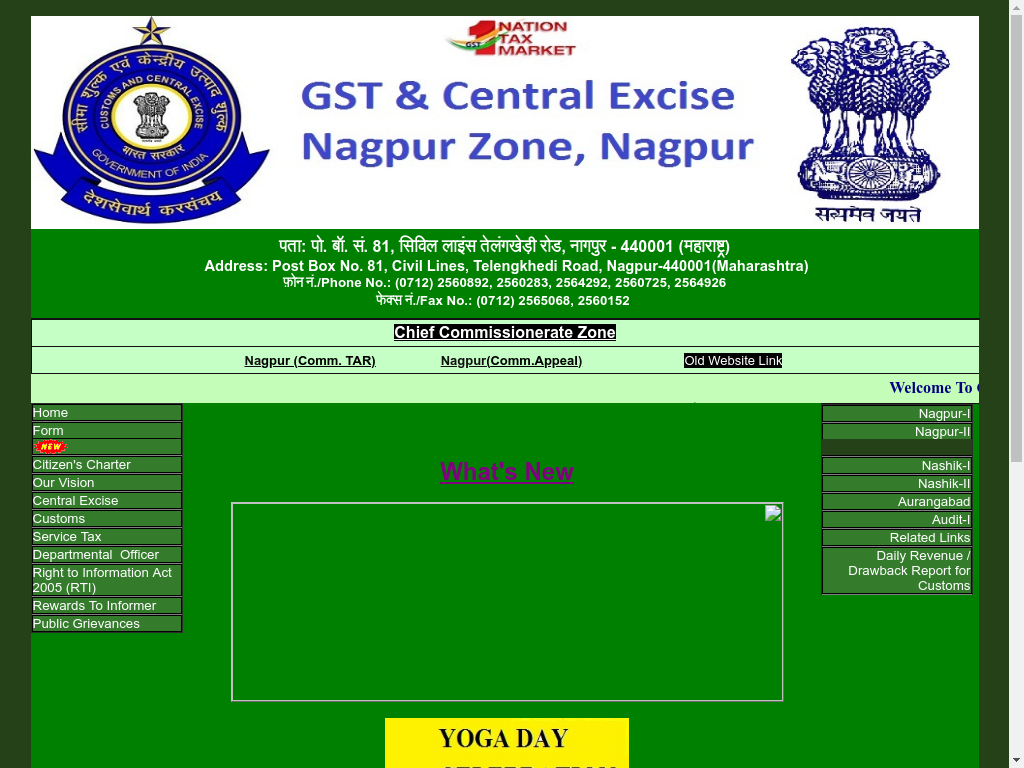 सीमा शुल्क एवं केन्द्रीय उत्पाद शुल्क
CUSTOMS AND CENTRAL EXCISE
भारत सरकार
GOVERNMENT OF INDIA
देशसेवार्थ करसंचय
1 NATION
TAX
MARKET
GST
GST & Central Excise
Nagpur Zone, Nagpur
सत्यमेव जयते
पता: पो. बॅा. सं. 81, सिविल लाइंस तेलंगखेड़ी रोड, नागपुर - 440001 (महाराष्ट्र)
Address: Post Box No. 81, Civil Lines, Telengkhedi Road, Nagpur-440001(Maharashtra)
फ़ोन नं./Phone No.: (0712) 2560892, 2560283, 2564292, 2560725, 2564926
फेक्स नं./Fax No.: (0712) 2565068, 2560152
Chief Commissionerate Zone
Nagpur (Comm. TAR) Nagpur(Comm.Appeal) Old Website Link
Welcome To
Home
Form
NEW
Citizen's Charter
Our Vision
Central Excise
Customs
Service Tax
Departmental Officer
Right to Information Act
2005 (RTI)
Rewards To Informer
Public Grievances
What's New
YOGA DAY
Nagpur-I
Nagpur-II
Nashik-I
Nashik-II
Aurangabad
Audit-I
Related Links
Daily Revenue /
Drawback Report for
Customs